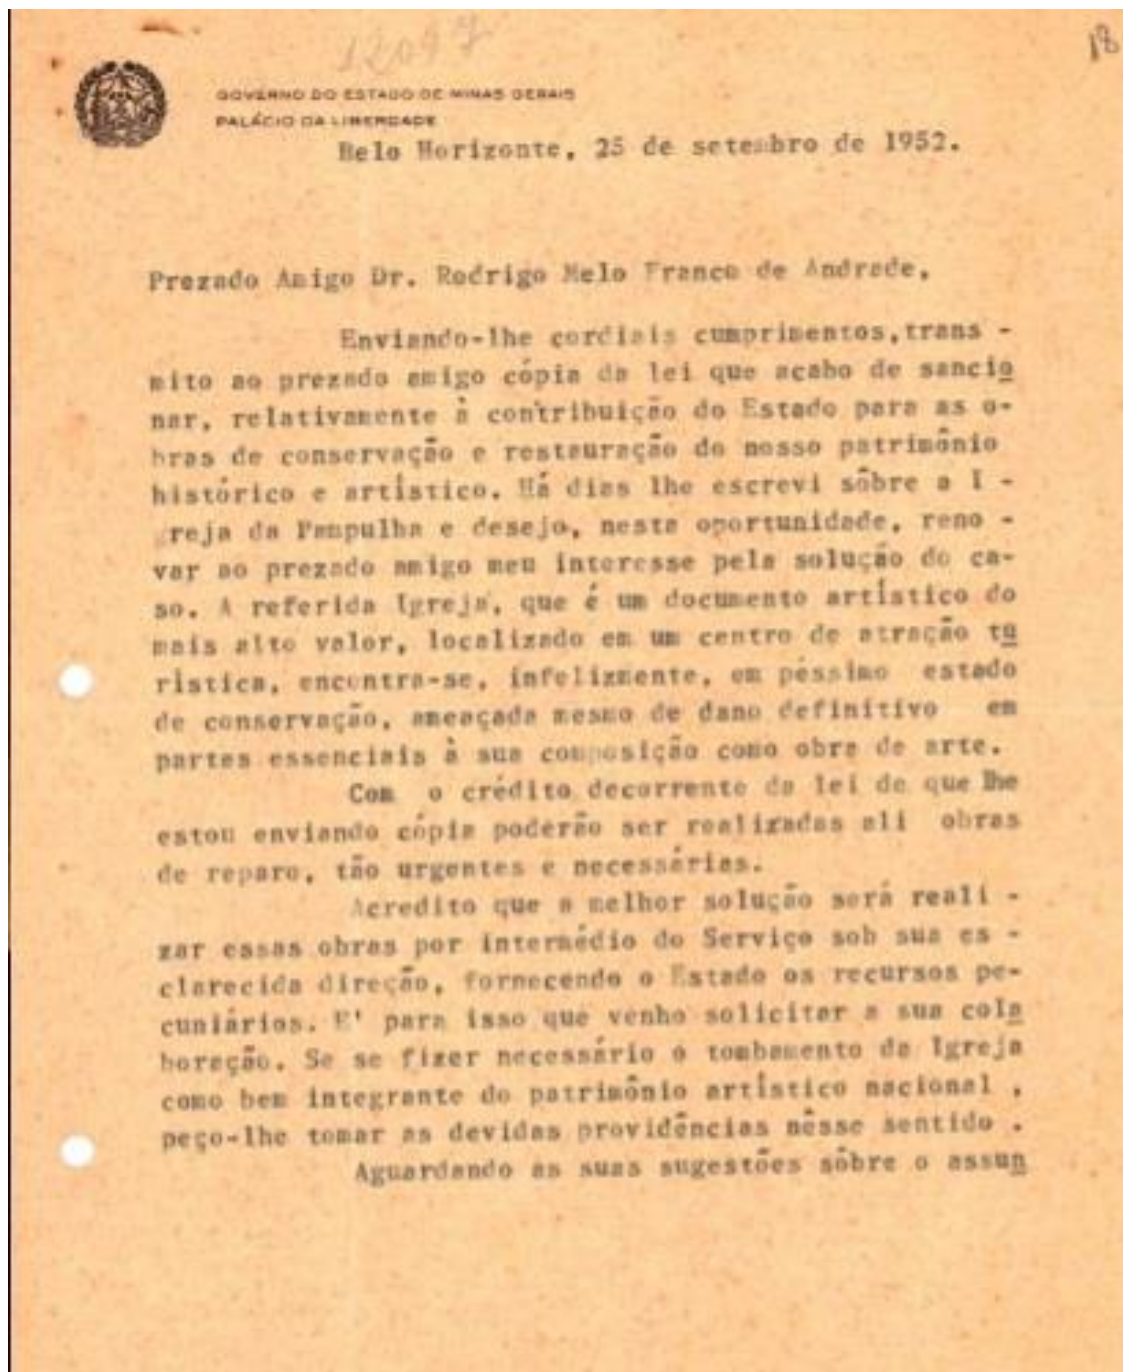 12097
18
GOVERNO DO ESTADO DE MINAS GERAIS
PALÁCIO DA LIBERDADE
Belo Horizonte, 25 de setembro de 1952.
Prezado Amigo Dr. Rodrigo Melo Franco de Andrade,
Enviando-lhe cordiais cumprimentos, trans -
mito ao prezado amigo cópia da lei que acabo de sancio
nar, relativamente à contribuição do Estado para as o-
bras de conservação e restauração do nosso patrimônio
histórico e artístico. Há dias lhe escrevi sôbre a I -
greja da Pampulha e desejo, nesta oportunidade, reno -
var ao prezado amigo meu interesse pela solução do ca-
so. A referida Igreja, que é um documento artístico do
mais alto valor, localizado em um centro de atração tu
rística, encontra-se, infelizmente, em péssimo estado
de conservação, ameaçada mesmo de dano definitivo em
partes essenciais à sua composição como obra de arte.
Com o crédito decorrente da lei de que lhe
estou enviando cópia poderão ser realizadas ali obras
de reparo, tão urgentes e necessárias.
Acredito que a melhor solução será reali -
zar essas obras por intermédio do Serviço sob sua es -
clarecida direção, fornecendo o Estado os recursos pe-
cuniários. E' para isso que venho solicitar a sua cola
boração. Se se fizer necessário o tombamento da Igreja
como bem integrante do patrimônio artístico nacional ,
peço-lhe tomar as devidas providências nêsse sentido .
Aguardando as suas sugestões sôbre o assun